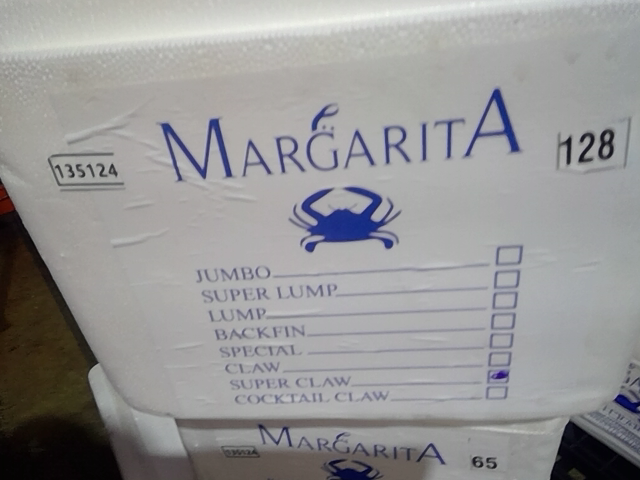 MARGARITA
135124
128
JUMBO
SUPER LUMP
LUMP
BACKFIN
SPECIAL
CLAW
SUPER CLAW
COCKTAIL CLAW
MARGARITA
135124
65